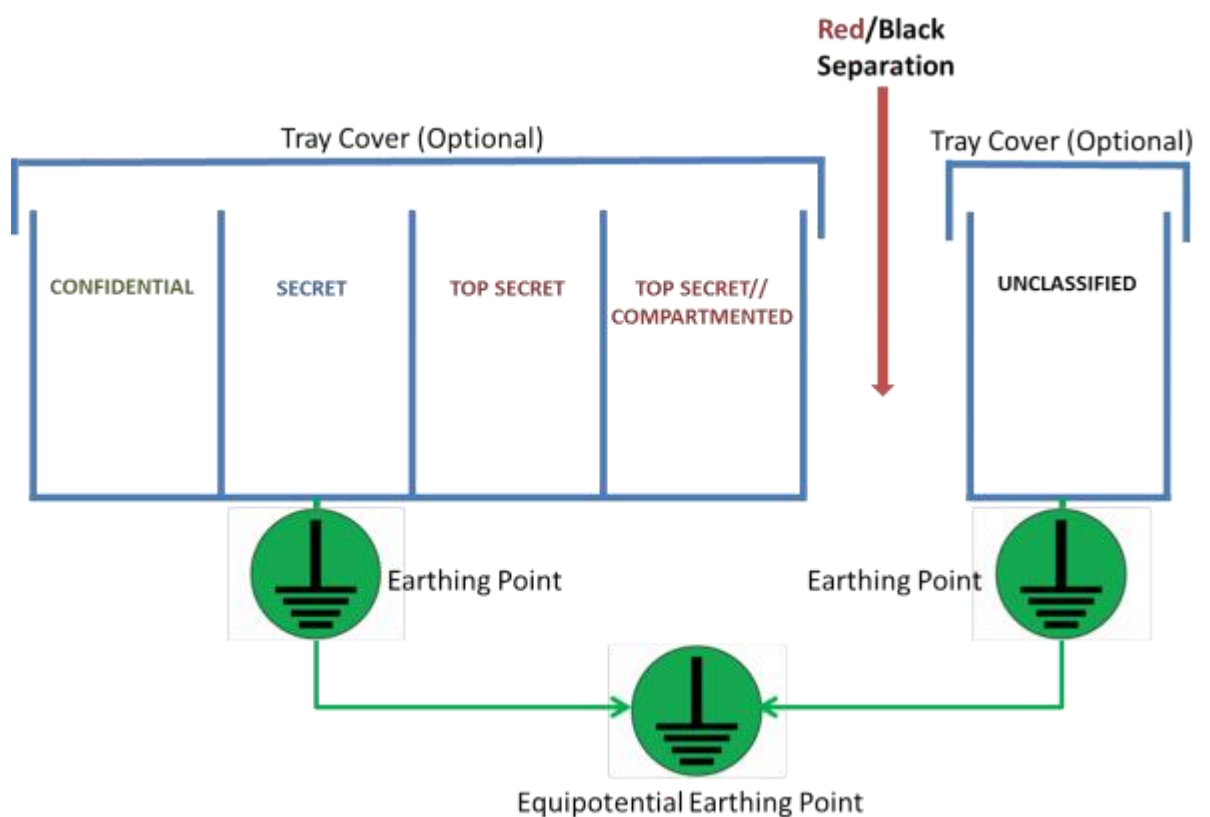 Red/Black
Separation
Tray Cover (Optional)
Tray Cover (Optional)
CONFIDENTIAL
SECRET
TOP SECRET
TOP SECRET//
COMPARTMENTED
UNCLASSIFIED
Earthing Point
Earthing Point
Equipotential Earthing Point